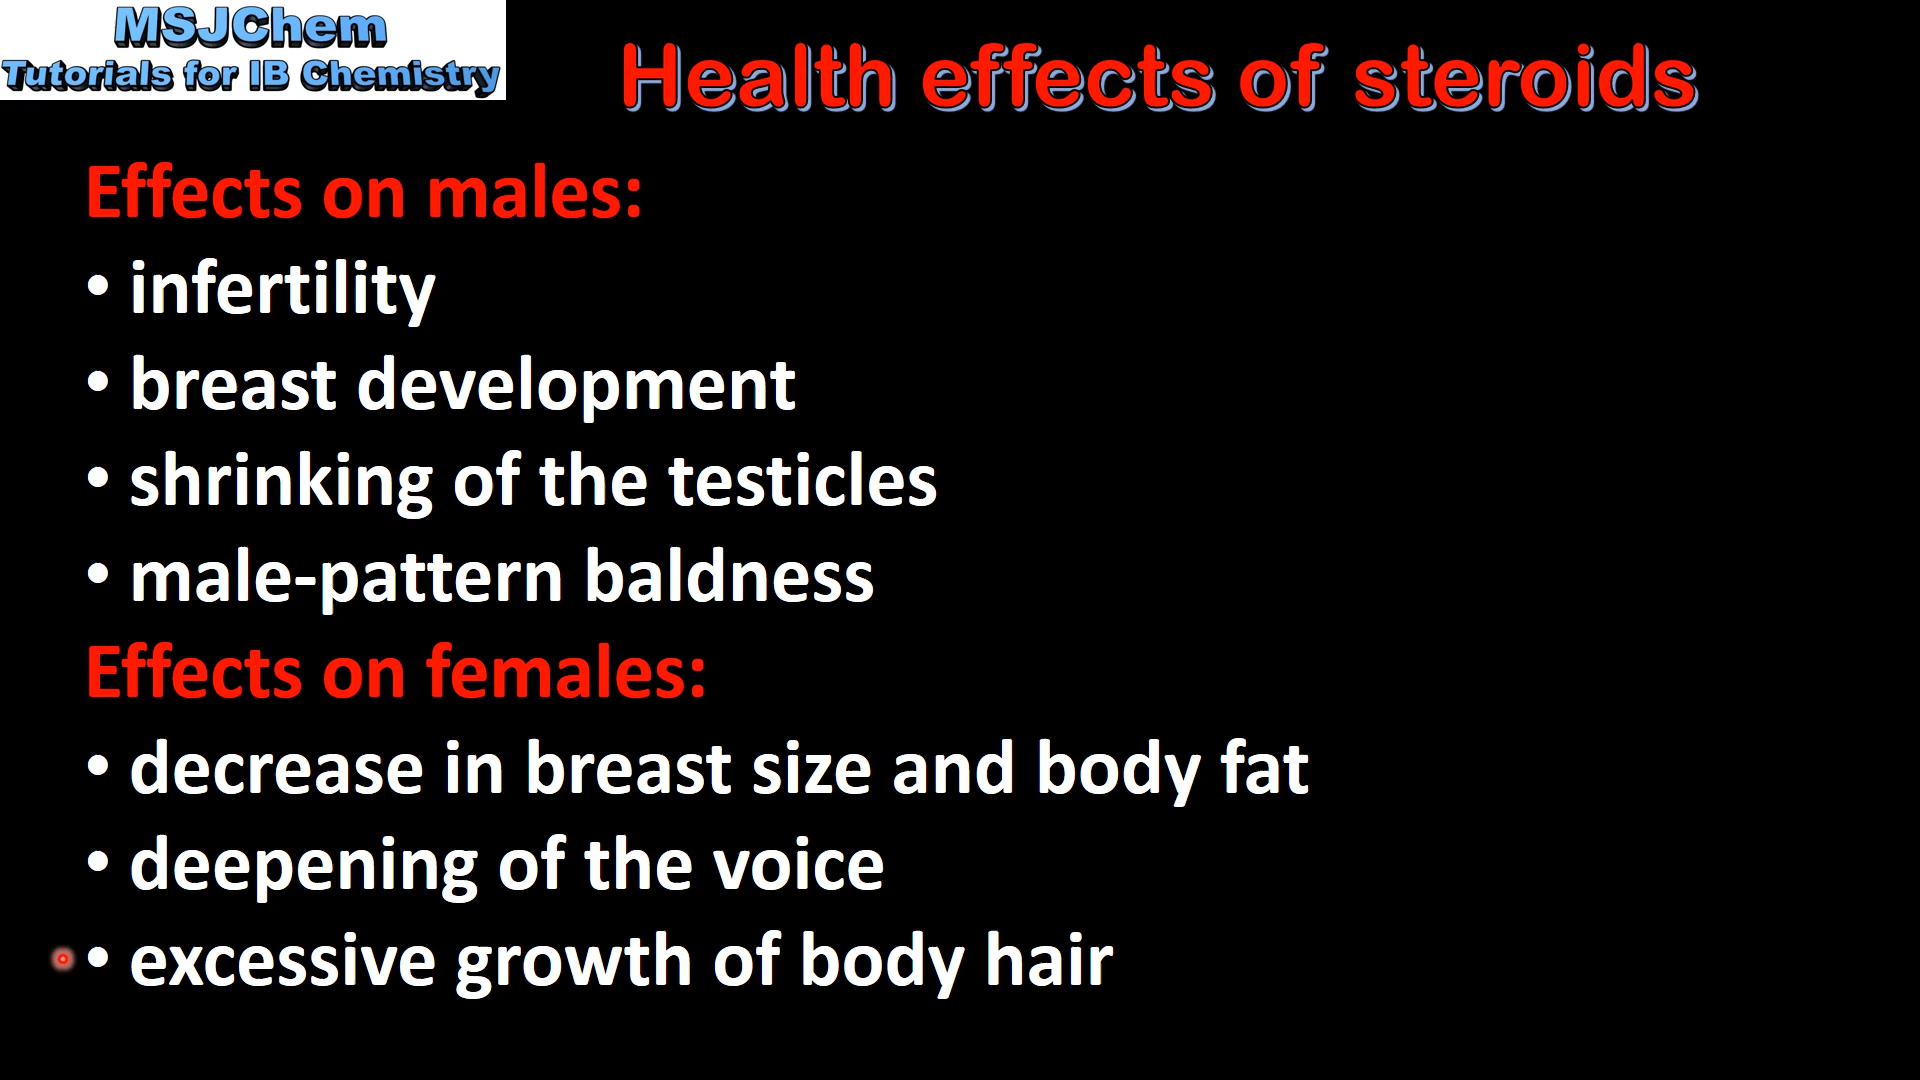 MSJChem
Tutorials for IB Chemistry
Health effects of steroids
Effects on males:
• infertility
• breast development
• shrinking of the testicles
• male-pattern baldness
Effects on females:
• decrease in breast size and body fat
• deepening of the voice
• excessive growth of body hair